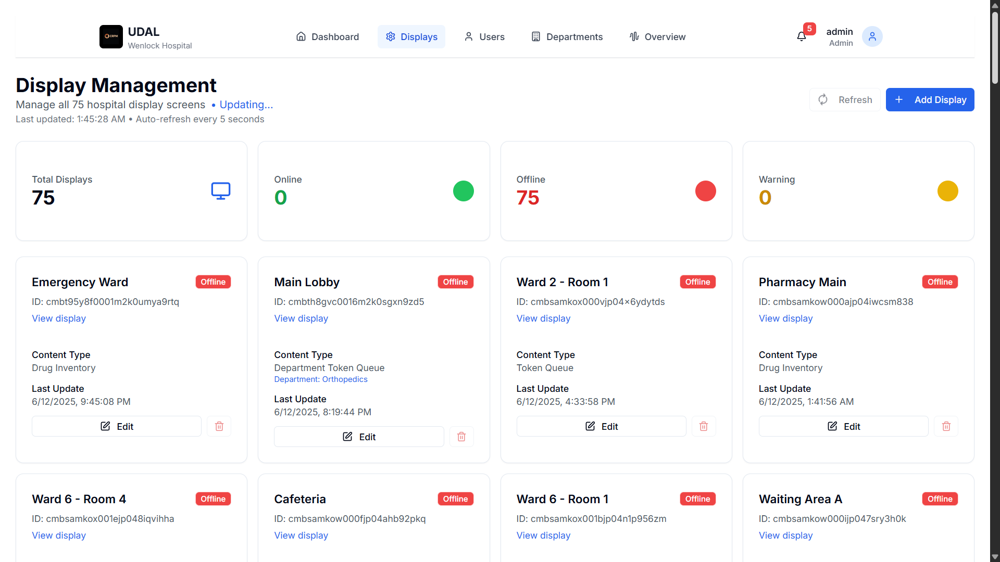 CRPM
UDAL
Wenlock Hospital
Dashboard
Displays
Users
Departments
Overview
5
admin
Admin
Display Management
Manage all 75 hospital display screens • Updating...
Last updated: 1:45:28 AM • Auto-refresh every 5 seconds
Refresh
Add Display
Total Displays
75
Online
0
Offline
75
Warning
0
Emergency Ward
Offline
ID: cmbt95y8f0001m2k0umya9rtq
View display
Content Type
Drug Inventory
Last Update
6/12/2025, 9:45:08 PM
Edit
Main Lobby
Offline
ID: cmbth8gvc0016m2k0sgxn9zd5
View display
Content Type
Department Token Queue
Department: Orthopedics
Last Update
6/12/2025, 8:19:44 PM
Edit
Ward 2 - Room 1
Offline
ID: cmbsamkox000vjp04×6ydytds
View display
Content Type
Token Queue
Last Update
6/12/2025, 4:33:58 PM
Edit
Pharmacy Main
Offline
ID: cmbsamkow000ajp04iwcsm838
View display
Content Type
Drug Inventory
Last Update
6/12/2025, 1:41:56 AM
Edit
Ward 6 - Room 4
Offline
ID: cmbsamkox001ejp048iqvihha
View display
Cafeteria
Offline
ID: cmbsamkow000fjp04ahb92pkq
View display
Ward 6 - Room 1
Offline
ID: cmbsamkox001bjp04n1p956zm
View display
Waiting Area A
Offline
ID: cmbsamkow000ijp047sry3h0k
View display